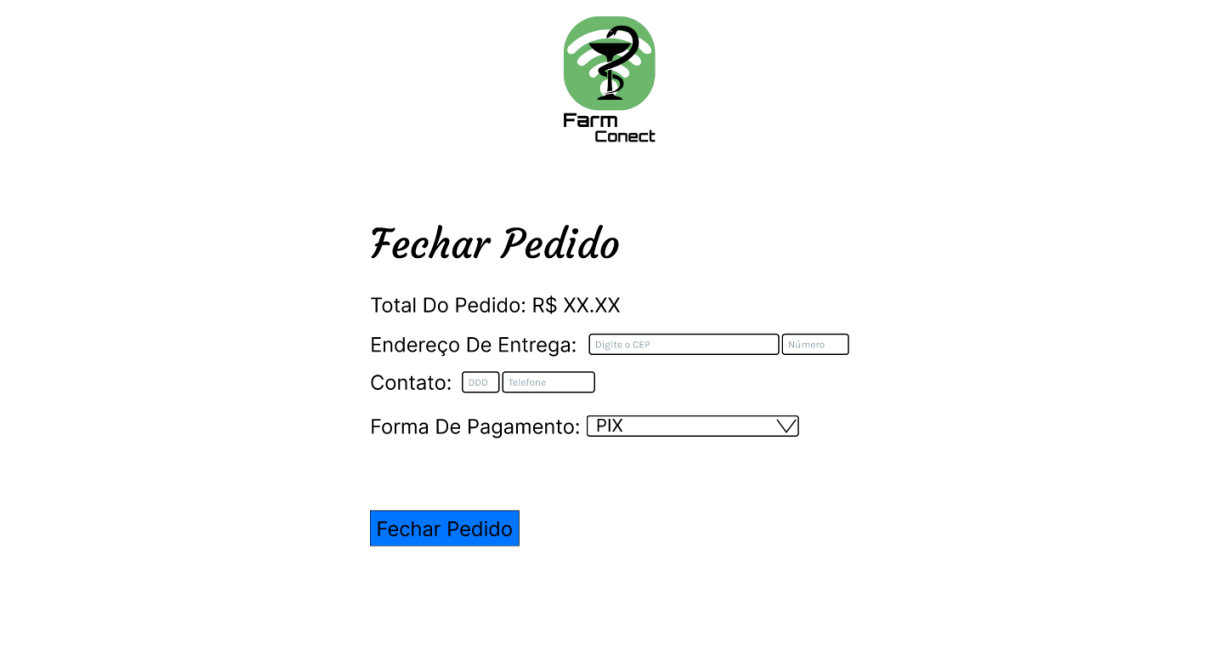 Farm
Conect
Fechar Pedido
Total Do Pedido: R$ XX.XX
Endereço De Entrega: Digite o CEP Número
Contato: DDD Telefone
Forma De Pagamento: PIX
Fechar Pedido